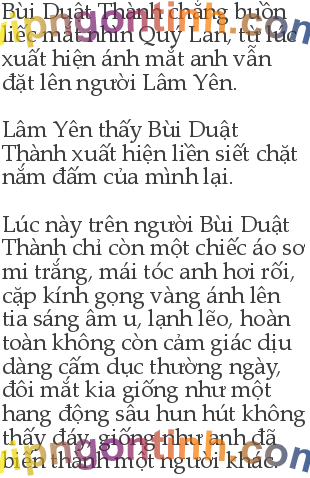 Bùi Duật Thành chẳng buồn
liếc mắt nhìn Quý Lan, từ lúc
xuất hiện ánh mắt anh vẫn
đặt lên người Lâm Yên.
Lâm Yên thấy Bùi Duật
Thành xuất hiện liền siết chặt
nắm đấm của mình lại.
Lúc này trên người Bùi Duật
Thành chỉ còn một chiếc áo sơ
mi trắng, mái tóc anh hơi rối,
cặp kính gọng vàng ánh lên
tia sáng âm u, lạnh lẽo, hoàn
toàn không còn cảm giác dịu
dàng cấm dục thường ngày,
đôi mắt kia giống như một
hang động sâu hun hút không
thấy đáy, giống như anh đã
biến thành một người khác.
vipngontinh.com
vipngontinh.com